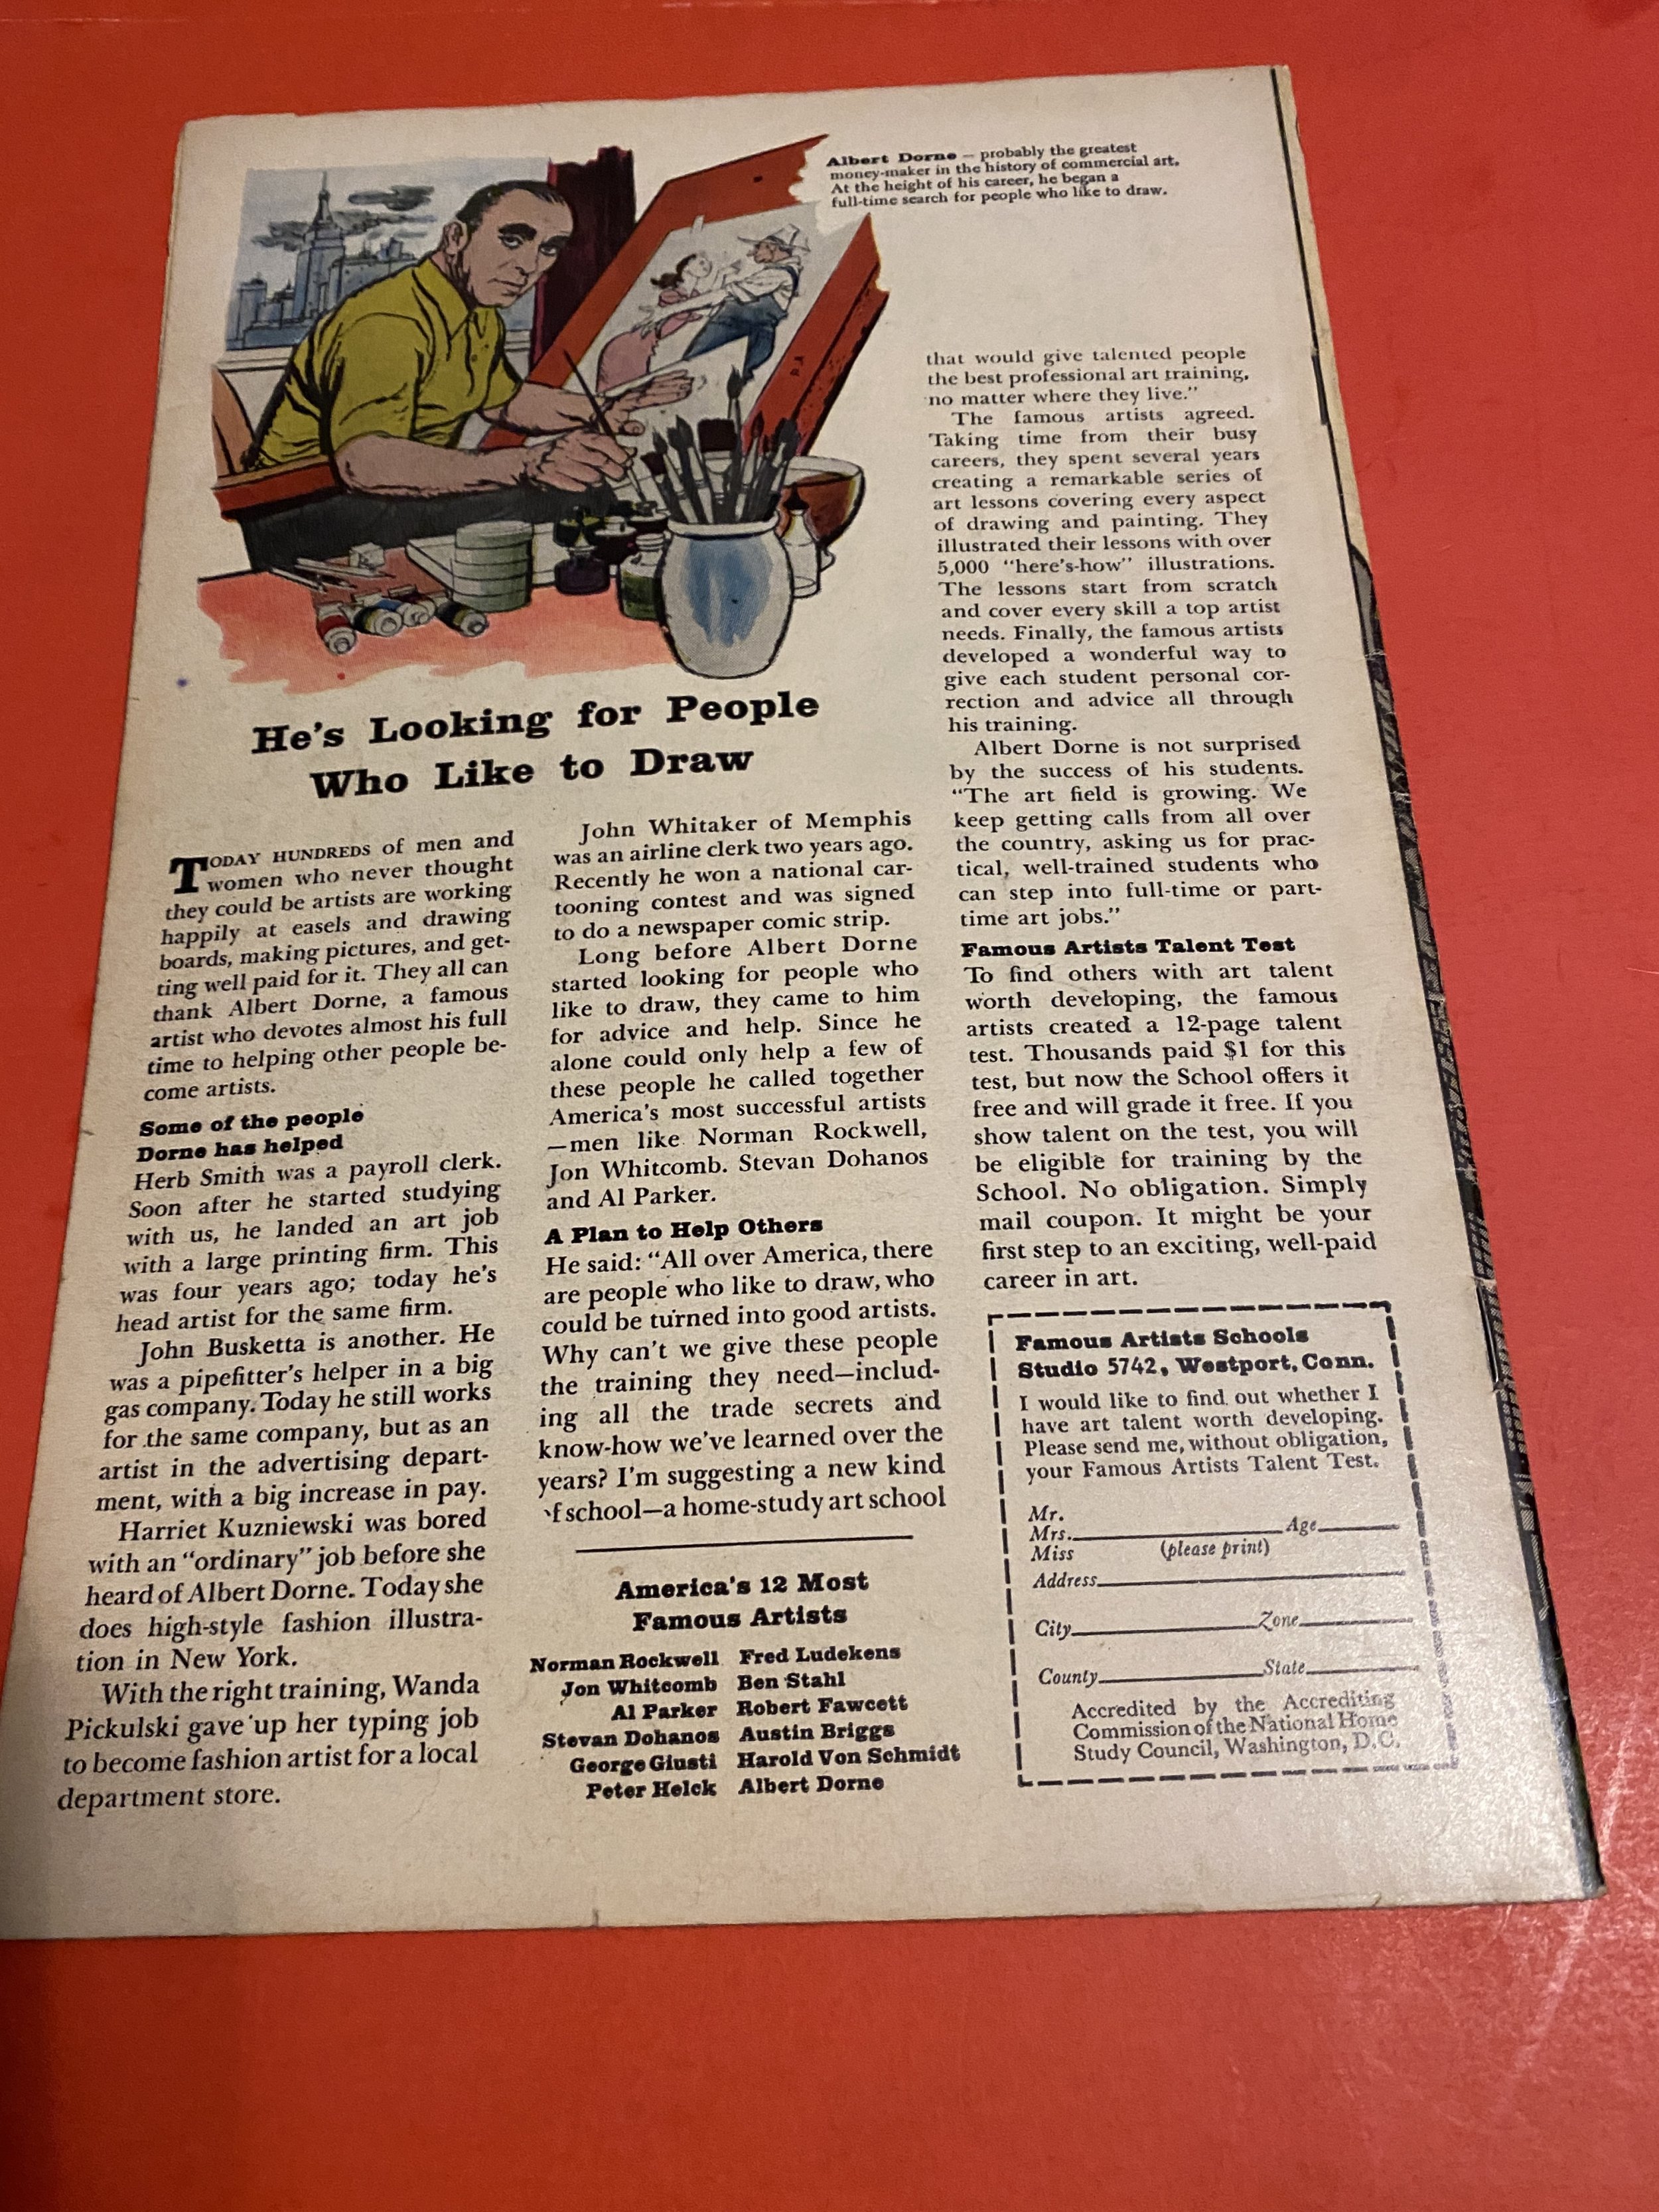 Albert Dorne — probably the greatest
money-maker in the history of commercial art.
At the height of his career, he began a
full-time search for people who like to draw.
He's Looking for People
Who Like to Draw
TODAY HUNDREDS of men and
women who never thought
they could be artists are working
happily at easels and drawing
boards, making pictures, and get-
ting well paid for it. They all can
thank Albert Dorne, a famous
artist who devotes almost his full
time to helping other people be-
come artists.
Some of the people
Dorne has helped
Herb Smith was a payroll clerk.
Soon after he started studying
with us, he landed an art job
with a large printing firm. This
was four years ago; today he's
head artist for the same firm.
John Busketta is another. He
was a pipefitter's helper in a big
gas company. Today he still works
for the same company, but as an
artist in the advertising depart-
ment, with a big increase in pay.
Harriet Kuzniewski was bored
with an "ordinary" job before she
heard of Albert Dorne. Today she
does high-style fashion illustra-
tion in New York.
With the right training, Wanda
Pickulski gave up her typing job
to become fashion artist for a local
department store.
John Whitaker of Memphis
was an airline clerk two years ago.
Recently he won a national car-
tooning contest and was signed
to do a newspaper comic strip.
Long before Albert Dorne
started looking for people who
like to draw, they came to him
for advice and help. Since he
alone could only help a few of
these people he called together
America's most successful artists
—men like Norman Rockwell,
Jon Whitcomb. Stevan Dohanos
and Al Parker.
A Plan to Help Others
He said: "All over America, there
are people who like to draw, who
could be turned into good artists.
Why can't we give these people
the training they need—includ-
ing all the trade secrets and
know-how we've learned over the
years? I'm suggesting a new kind
of school—a home-study art school
America's 12 Most
Famous Artists
Norman Rockwell Fred Ludekens
Jon Whitcomb Ben Stahl
Al Parker Robert Fawcett
Stevan Dohanos Austin Briggs
George Giusti Harold Von Schmidt
Peter Helck Albert Dorne
that would give talented people
the best professional art training,
no matter where they live."
The famous artists agreed.
Taking time from their busy
careers, they spent several years
creating a remarkable series of
art lessons covering every aspect
of drawing and painting. They
illustrated their lessons with over
5,000 "here's-how" illustrations.
The lessons start from scratch
and cover every skill a top artist
needs. Finally, the famous artists
developed a wonderful way to
give each student personal cor-
rection and advice all through
his training.
Albert Dorne is not surprised
by the success of his students.
"The art field is growing. We
keep getting calls from all over
the country, asking us for prac-
tical, well-trained students who
can step into full-time or part-
time art jobs."
Famous Artists Talent Test
To find others with art talent
worth developing, the famous
artists created a 12-page talent
test. Thousands paid $1 for this
test, but now the School offers it
free and will grade it free. If you
show talent on the test, you will
be eligible for training by the
School. No obligation. Simply
mail coupon. It might be your
first step to an exciting, well-paid
career in art.
Famous Artists Schools
Studio 5742, Westport, Conn.
I would like to find out whether I
have art talent worth developing.
Please send me, without obligation,
your Famous Artists Talent Test.
Mr.
Mrs. Age
Miss (please print)
Address
City Zone
County State
Accredited by the Accrediting
Commission of the National Home
Study Council, Washington, D.C.